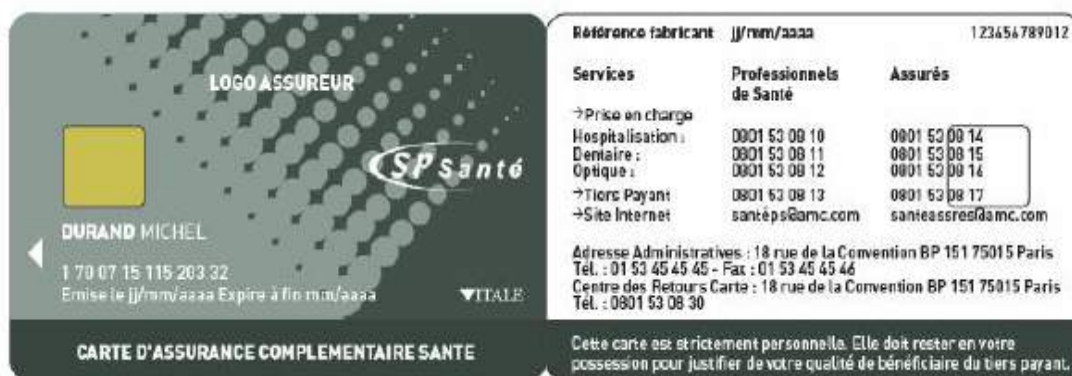 LOGO ASSUREUR
SP Santé
DURAND MICHEL
1 70 07 15 115 203 32
Emise le jj/mm/aaaa Expire à fin mm/aaaa
VITALE
CARTE D'ASSURANCE COMPLEMENTAIRE SANTE
Référence fabricant jj/mm/aaaa 123456789012
Services Professionnels de Santé Assurés
→Prise en charge
Hospitalisation : 0801 53 08 10 0801 53 08 14
Dentaire : 0801 53 08 11 0801 53 08 15
Optique : 0801 53 08 12 0801 53 08 16
→Tiers Payant 0801 53 08 13 0801 53 08 17
→Site Internet santéps@amc.com santeassres@amc.com
Adresse Administratives : 18 rue de la Convention BP 151 75015 Paris
Tél. : 01 53 45 45 45 - Fax : 01 53 45 45 46
Centre des Retours Carte : 18 rue de la Convention BP 151 75015 Paris
Tél. : 0801 53 08 30
Cette carte est strictement personnelle. Elle doit rester en votre
possession pour justifier de votre qualité de bénéficiaire du tiers payant.